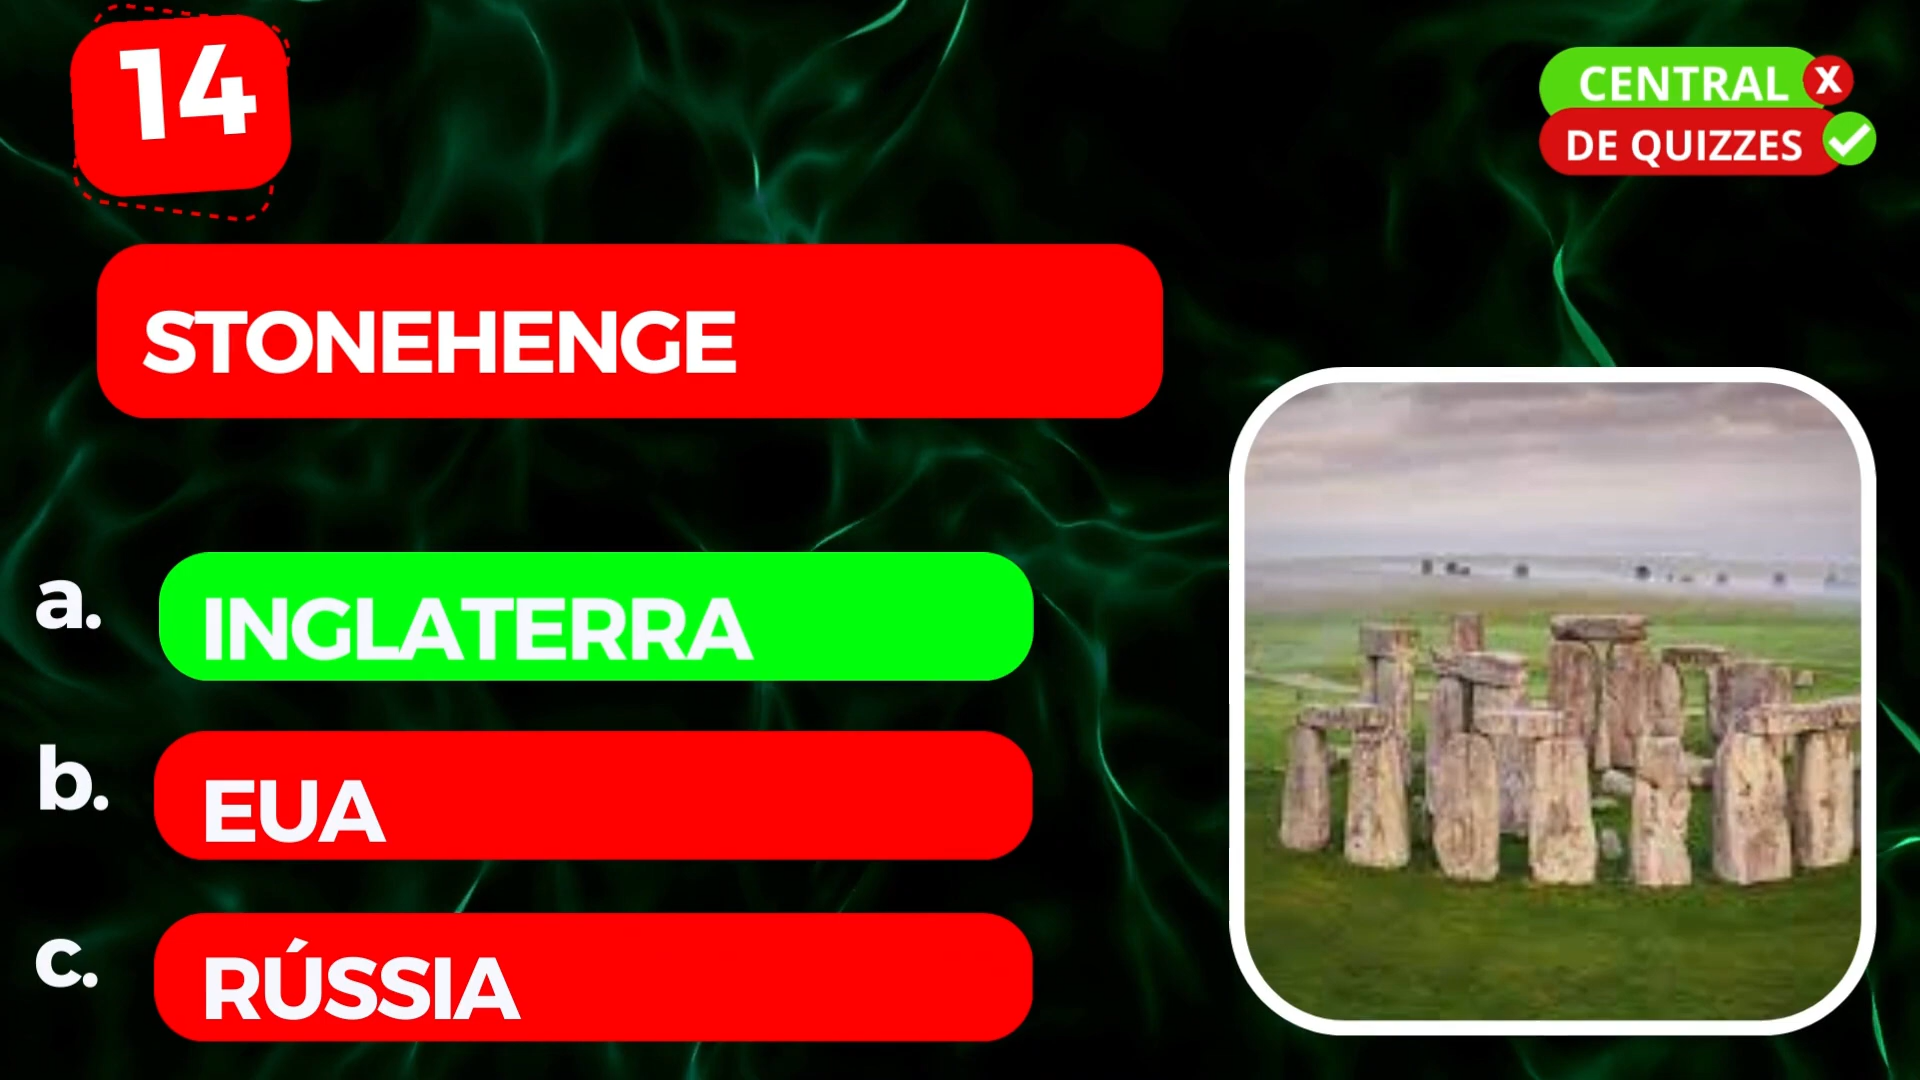 14
CENTRAL X
DE QUIZZES
STONEHENGE
a. INGLATERRA
b. EUA
c. RÚSSIA